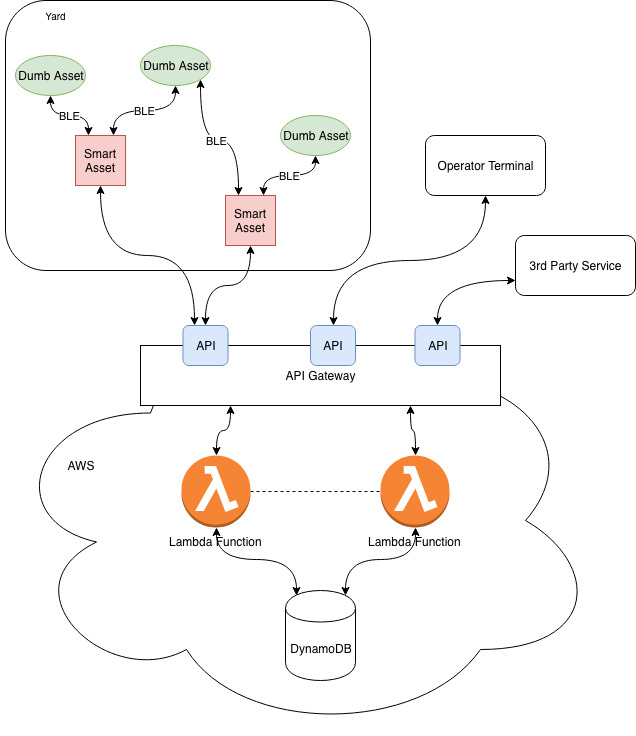 Yard
Dumb Asset
Dumb Asset
BLE
BLE
Dumb Asset
BLE
Smart
Asset
BLE
Smart
Asset
Operator Terminal
3rd Party Service
API
API
API
API Gateway
AWS
λ
λ
Lambda Function
Lambda Function
DynamoDB